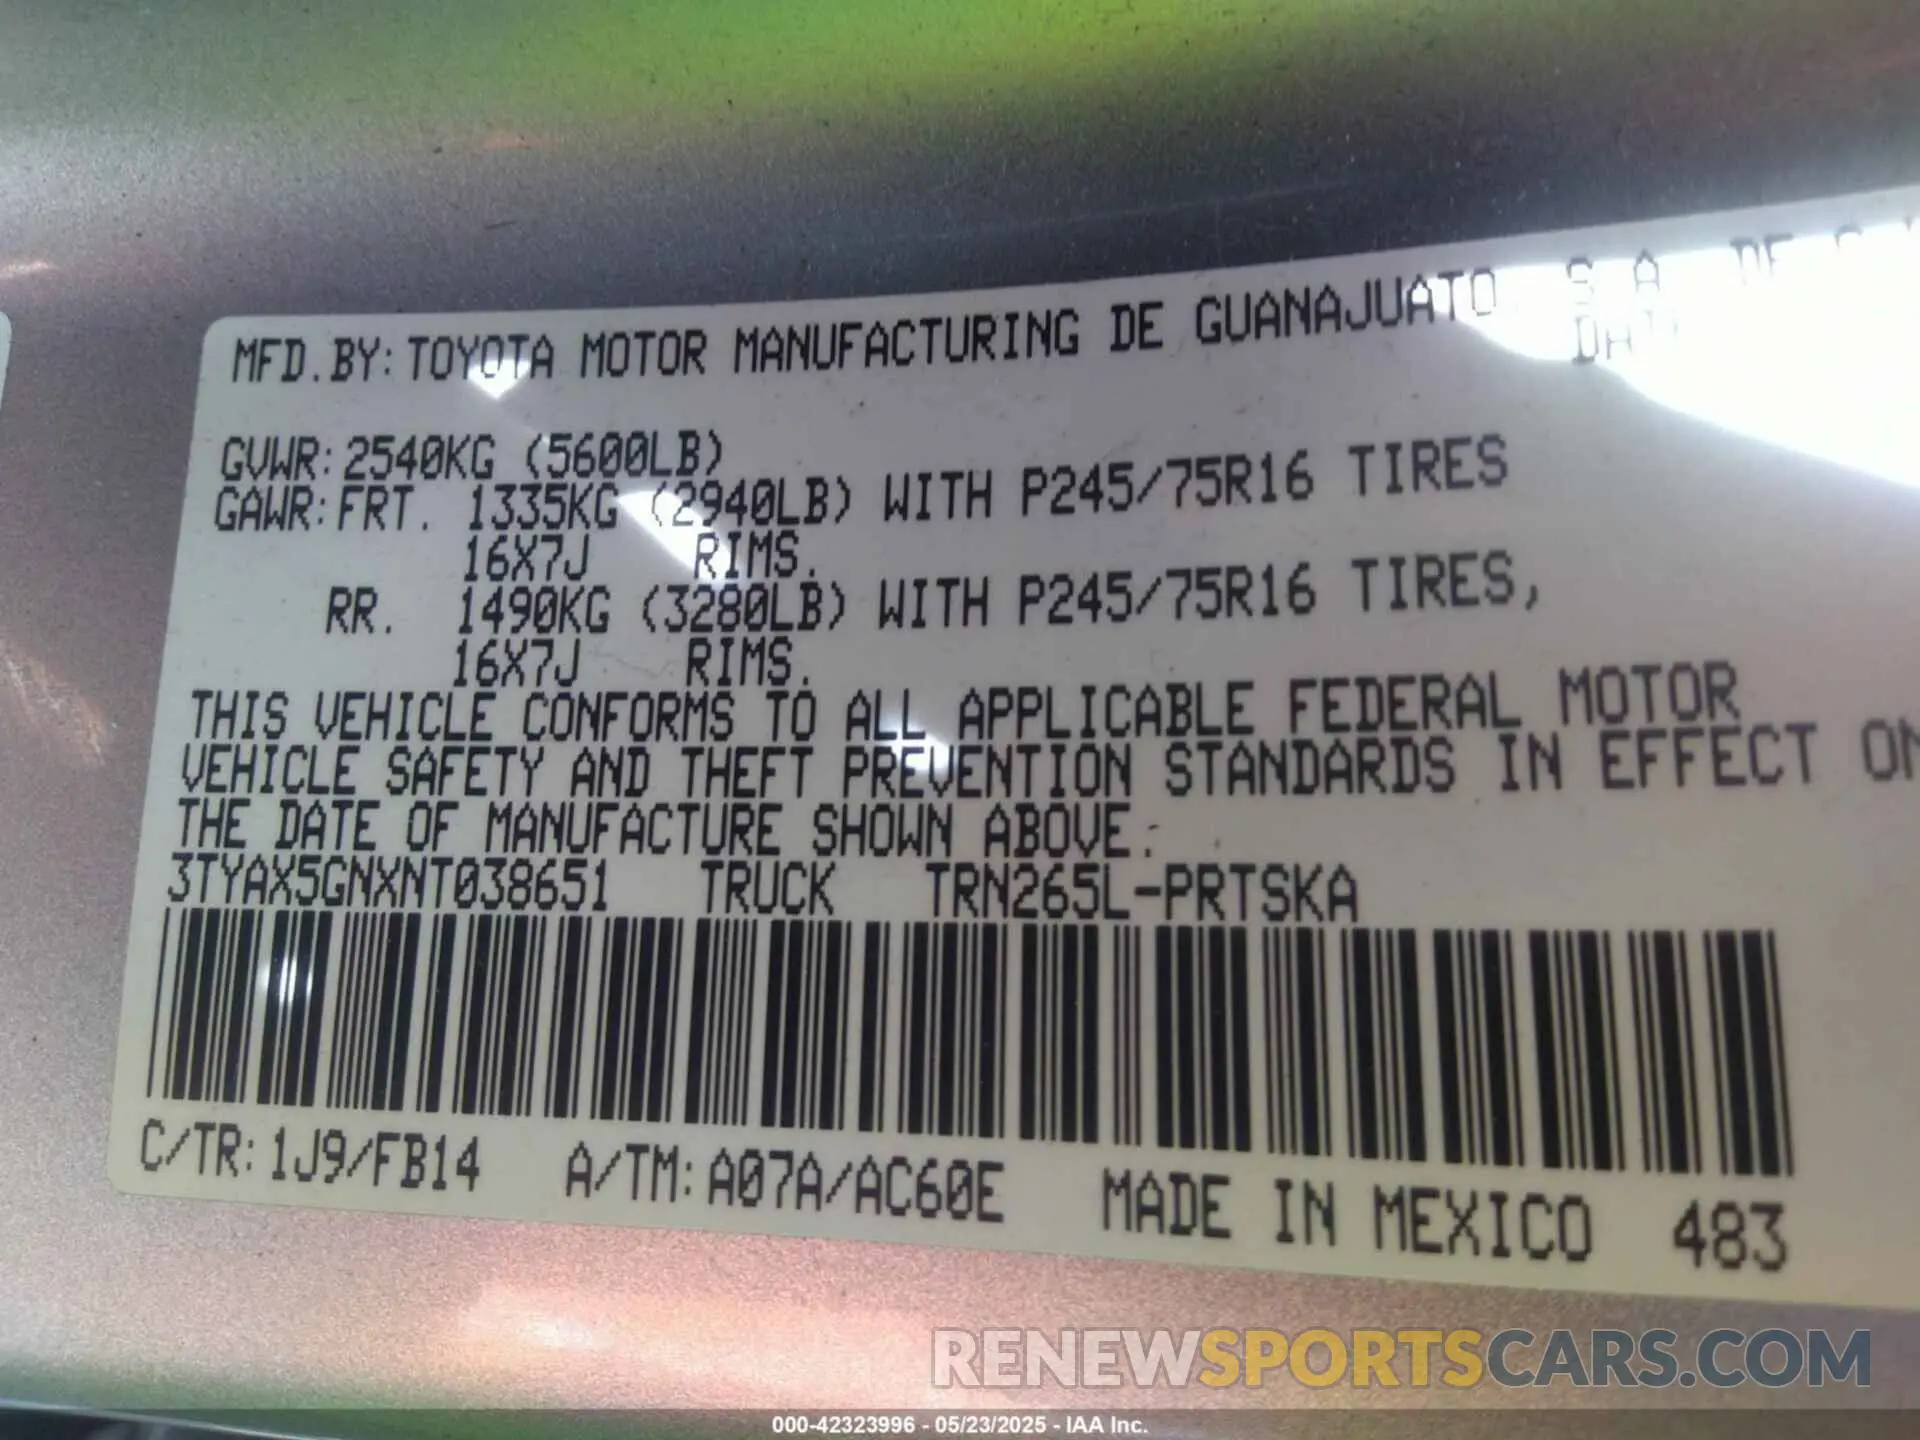 MFD.BY: TOYOTA MOTOR MANUFACTURING DE GUANAJUATO S A DE
GVWR: 2540KG (5600LB)
GAWR: FRT. 1335KG (2940LB) WITH P245/75R16 TIRES
16X7J RIMS.
RR. 1490KG (3280LB) WITH P245/75R16 TIRES,
16X7J RIMS.
THIS VEHICLE CONFORMS TO ALL APPLICABLE FEDERAL MOTOR
VEHICLE SAFETY AND THEFT PREVENTION STANDARDS IN EFFECT ON
THE DATE OF MANUFACTURE SHOWN ABOVE.
3TYAX5GNXNT038651 TRUCK TRN265L-PRTSKA
C/TR: 1J9/FB14 A/TM: A07A/AC60E MADE IN MEXICO 483
RENEWSPORTSCARS.COM
000-42323996 - 05/23/2025 - IAA Inc.